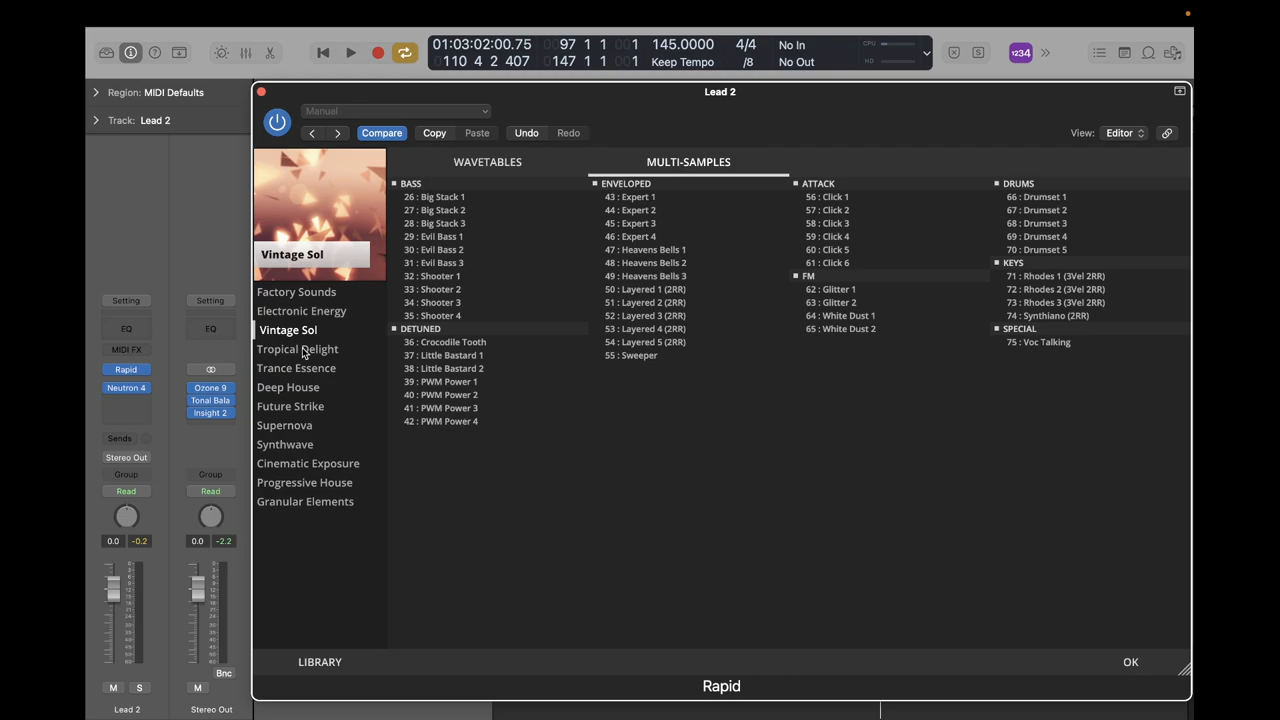 01:03:02:00.75 0097 1 1 001 145.0000 4/4 No In CPU
0110 4 2 407 0147 1 1 001 Keep Tempo /8 No Out HD
1234
Region: MIDI Defaults
Track: Lead 2
Lead 2
Manual
Compare Copy Paste Undo Redo View: Editor
Vintage Sol
Factory Sounds
Electronic Energy
Vintage Sol
Tropical Delight
Trance Essence
Deep House
Future Strike
Supernova
Synthwave
Cinematic Exposure
Progressive House
Granular Elements
WAVETABLES MULTI-SAMPLES
BASS
26 : Big Stack 1
27 : Big Stack 2
28 : Big Stack 3
29 : Evil Bass 1
30 : Evil Bass 2
31 : Evil Bass 3
32 : Shooter 1
33 : Shooter 2
34 : Shooter 3
35 : Shooter 4
DETUNED
36 : Crocodile Tooth
37 : Little Bastard 1
38 : Little Bastard 2
39 : PWM Power 1
40 : PWM Power 2
41 : PWM Power 3
42 : PWM Power 4
ENVELOPED
43 : Expert 1
44 : Expert 2
45 : Expert 3
46 : Expert 4
47 : Heavens Bells 1
48 : Heavens Bells 2
49 : Heavens Bells 3
50 : Layered 1 (2RR)
51 : Layered 2 (2RR)
52 : Layered 3 (2RR)
53 : Layered 4 (2RR)
54 : Layered 5 (2RR)
55 : Sweeper
ATTACK
56 : Click 1
57 : Click 2
58 : Click 3
59 : Click 4
60 : Click 5
61 : Click 6
FM
62 : Glitter 1
63 : Glitter 2
64 : White Dust 1
65 : White Dust 2
DRUMS
66 : Drumset 1
67 : Drumset 2
68 : Drumset 3
69 : Drumset 4
70 : Drumset 5
KEYS
71 : Rhodes 1 (3Vel 2RR)
72 : Rhodes 2 (3Vel 2RR)
73 : Rhodes 3 (3Vel 2RR)
74 : Synthiano (2RR)
SPECIAL
75 : Voc Talking
LIBRARY OK
Rapid
Setting Setting
EQ EQ
MIDI FX
Rapid
Neutron 4 Ozone 9
Tonal Bala
Insight 2
Sends
Stereo Out
Group Group
Read Read
0.0 -0.2 0.0 -2.2
Bnc
M S M
Lead 2 Stereo Out